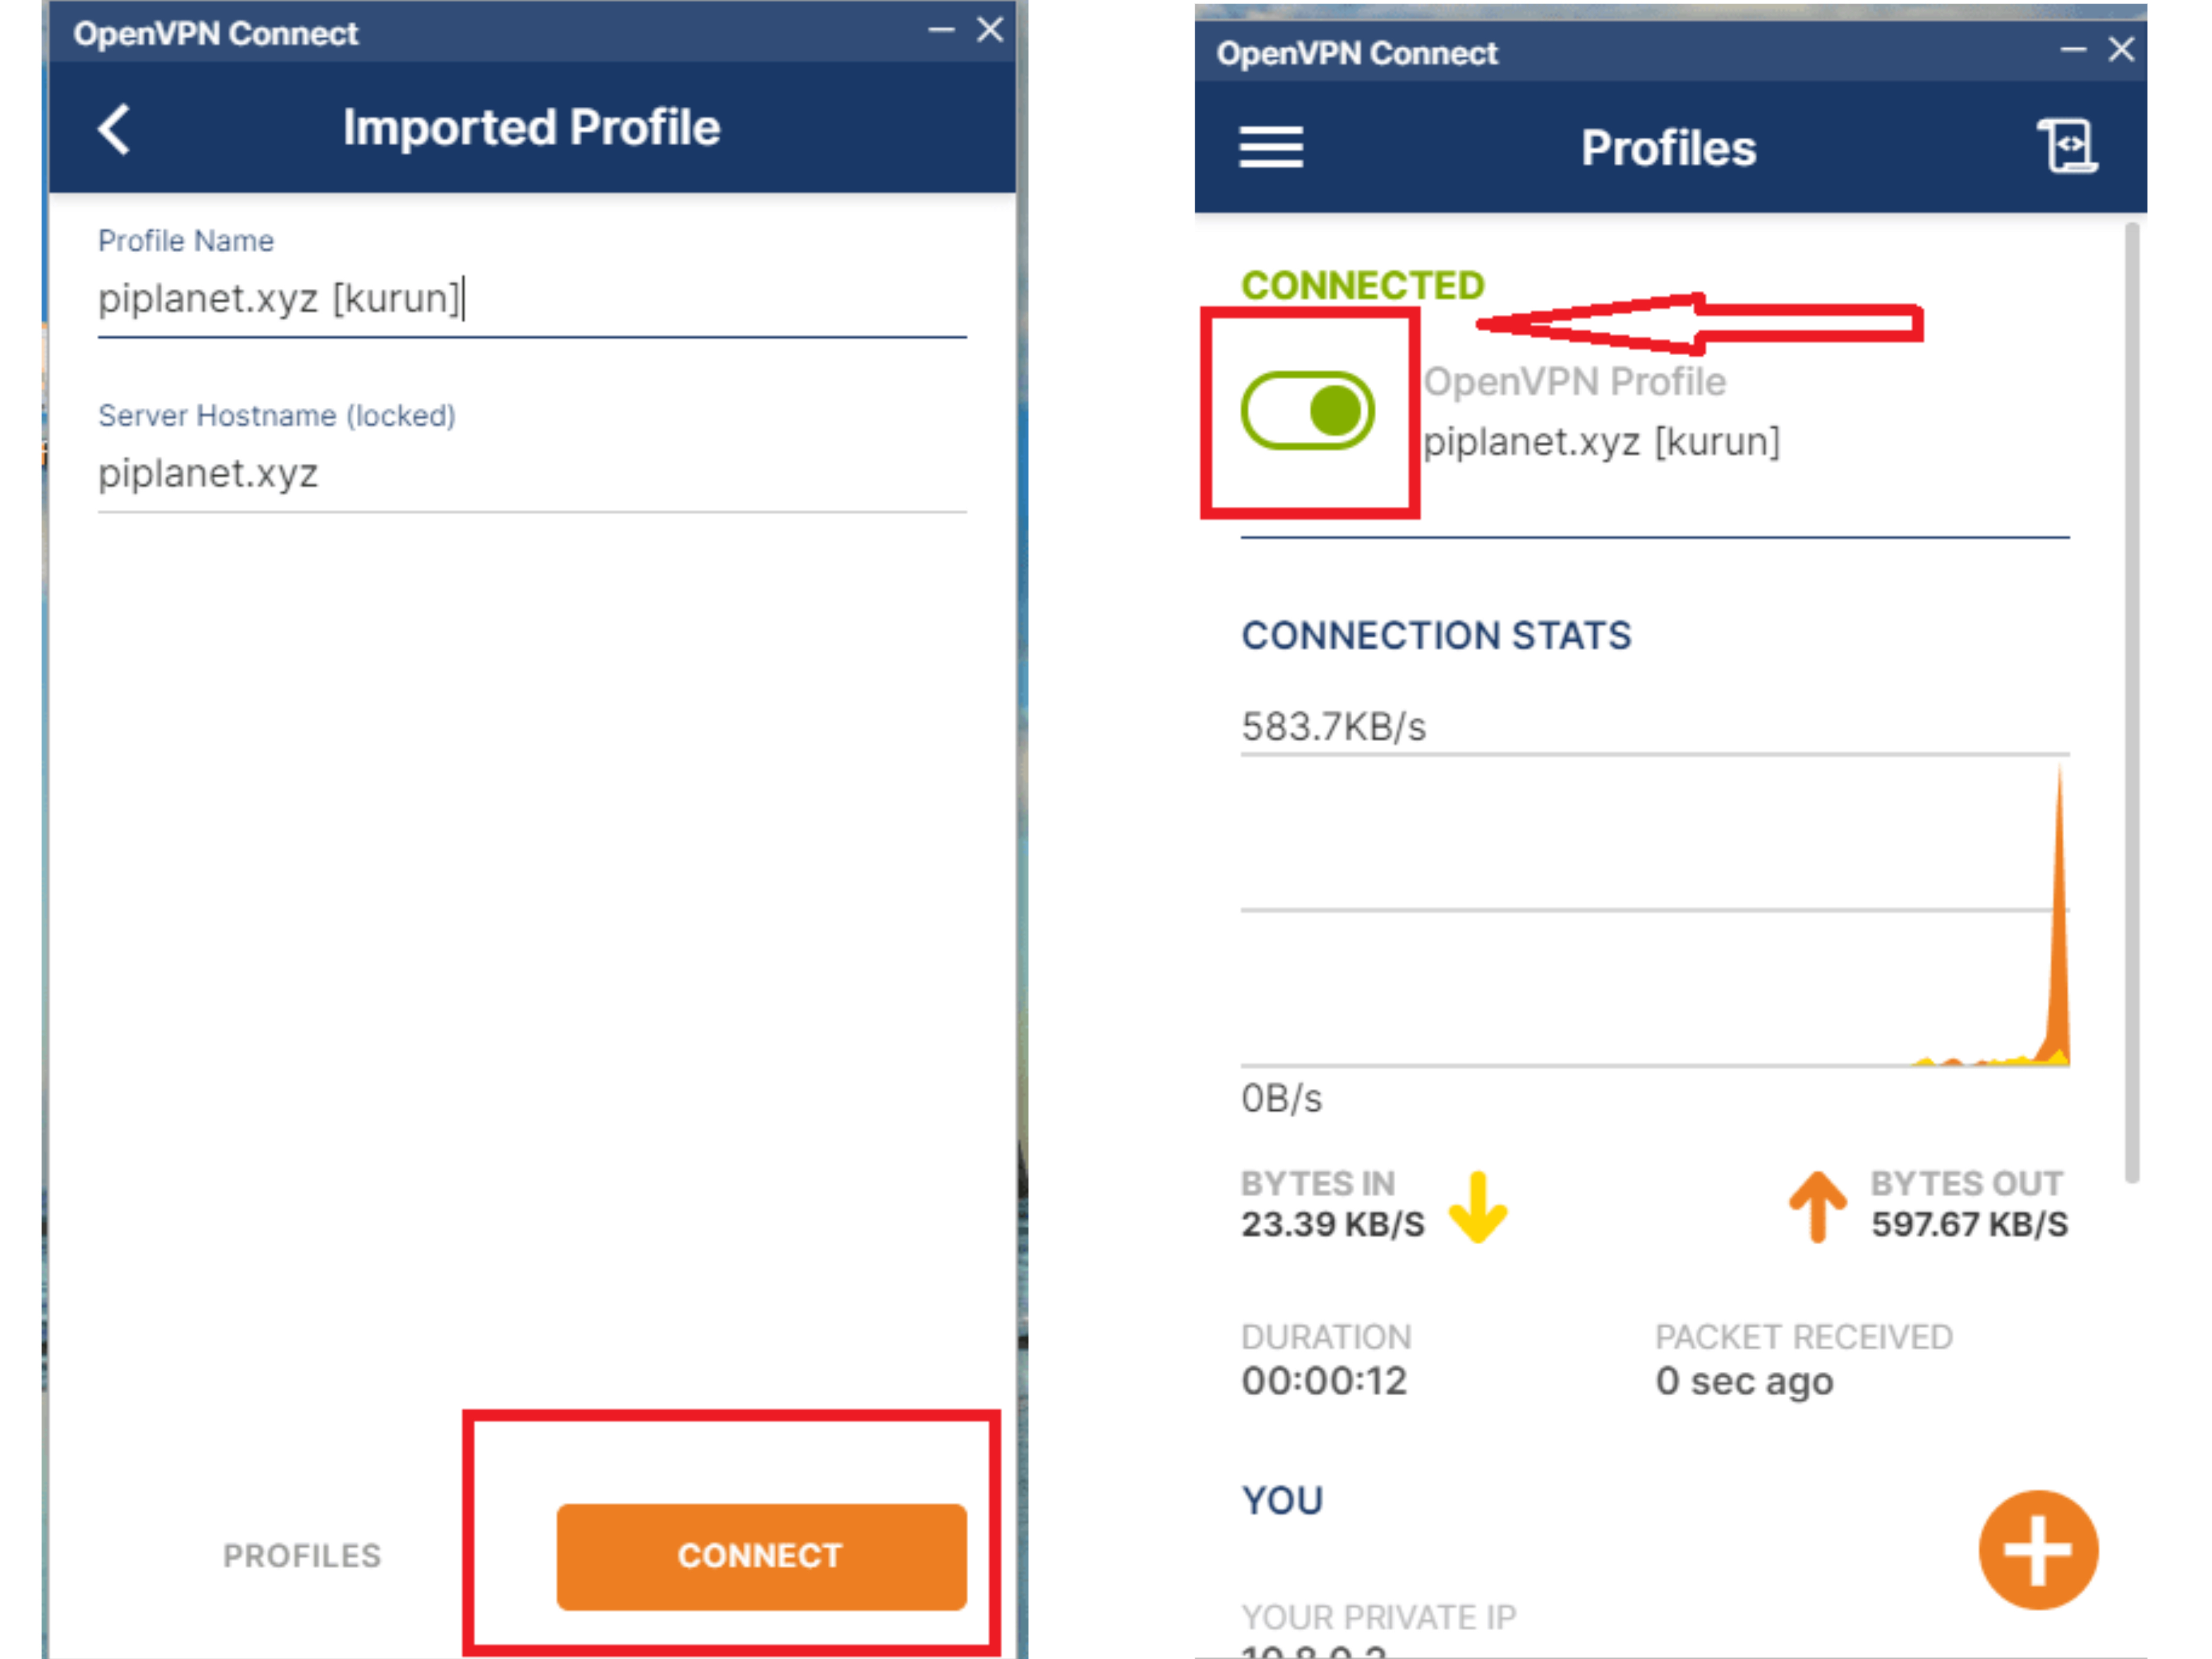 OpenVPN Connect
Imported Profile
Profile Name
piplanet.xyz [kurun]
Server Hostname (locked)
piplanet.xyz
PROFILES
CONNECT
OpenVPN Connect
Profiles
CONNECTED
OpenVPN Profile
piplanet.xyz [kurun]
CONNECTION STATS
583.7KB/s
0B/s
BYTES IN
23.39 KB/S
BYTES OUT
597.67 KB/S
DURATION
00:00:12
PACKET RECEIVED
0 sec ago
YOU
YOUR PRIVATE IP